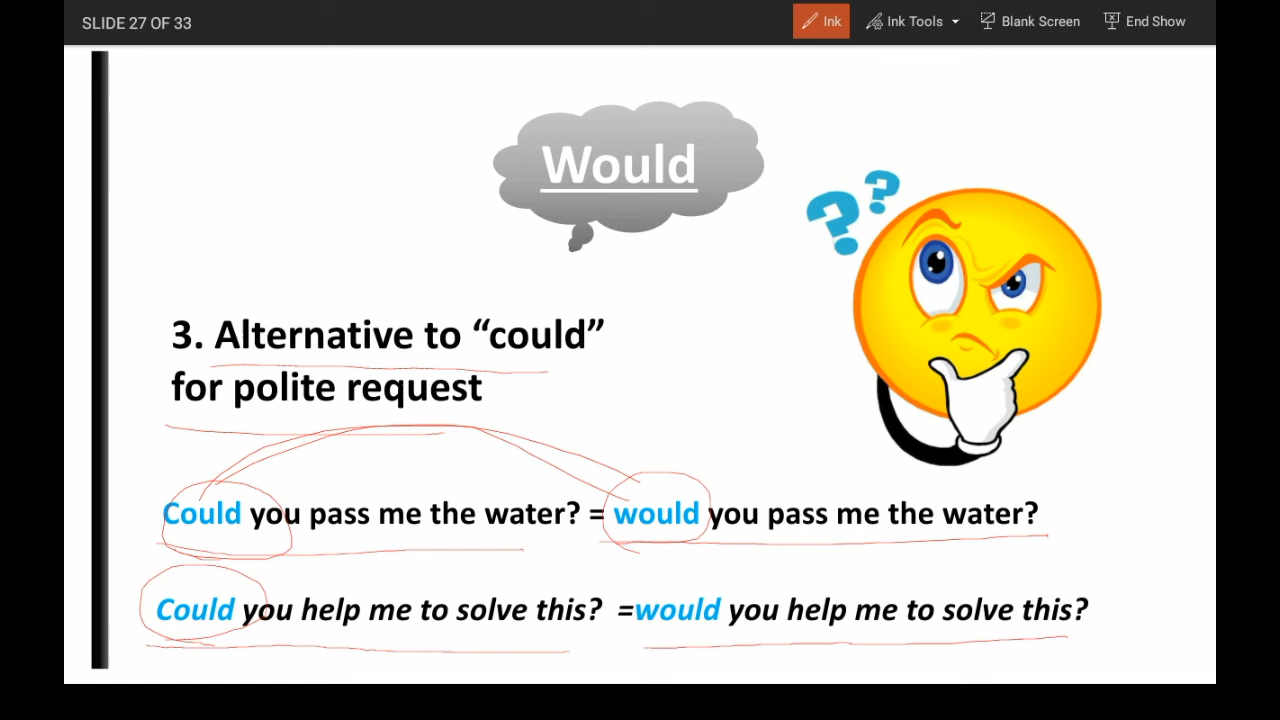 SLIDE 27 OF 33
Ink
Ink Tools
Blank Screen
End Show
Would
??
3. Alternative to “could”
for polite request
Could you pass me the water? = would you pass me the water?
Could you help me to solve this? =would you help me to solve this?